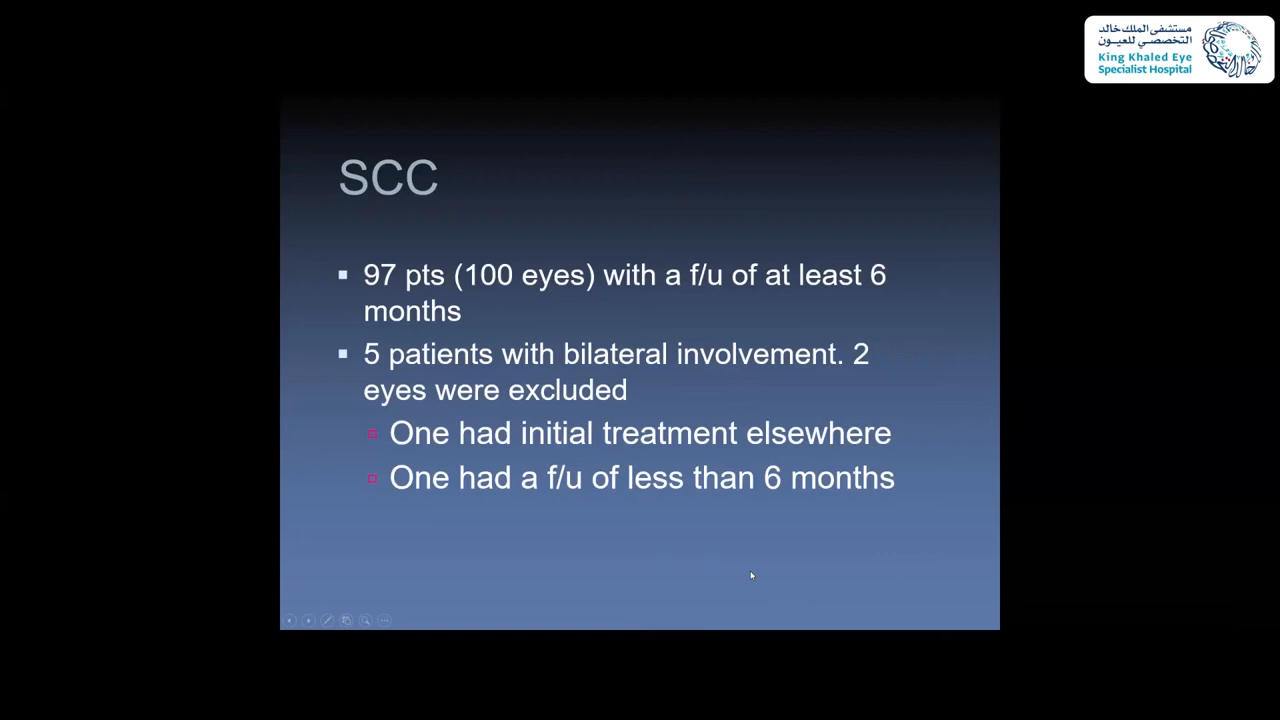 مستشفى الملك خالد
التخصصي للعيون
King Khaled Eye
Specialist Hospital
SCC
▪ 97 pts (100 eyes) with a f/u of at least 6
months
▪ 5 patients with bilateral involvement. 2
eyes were excluded
▫ One had initial treatment elsewhere
▫ One had a f/u of less than 6 months